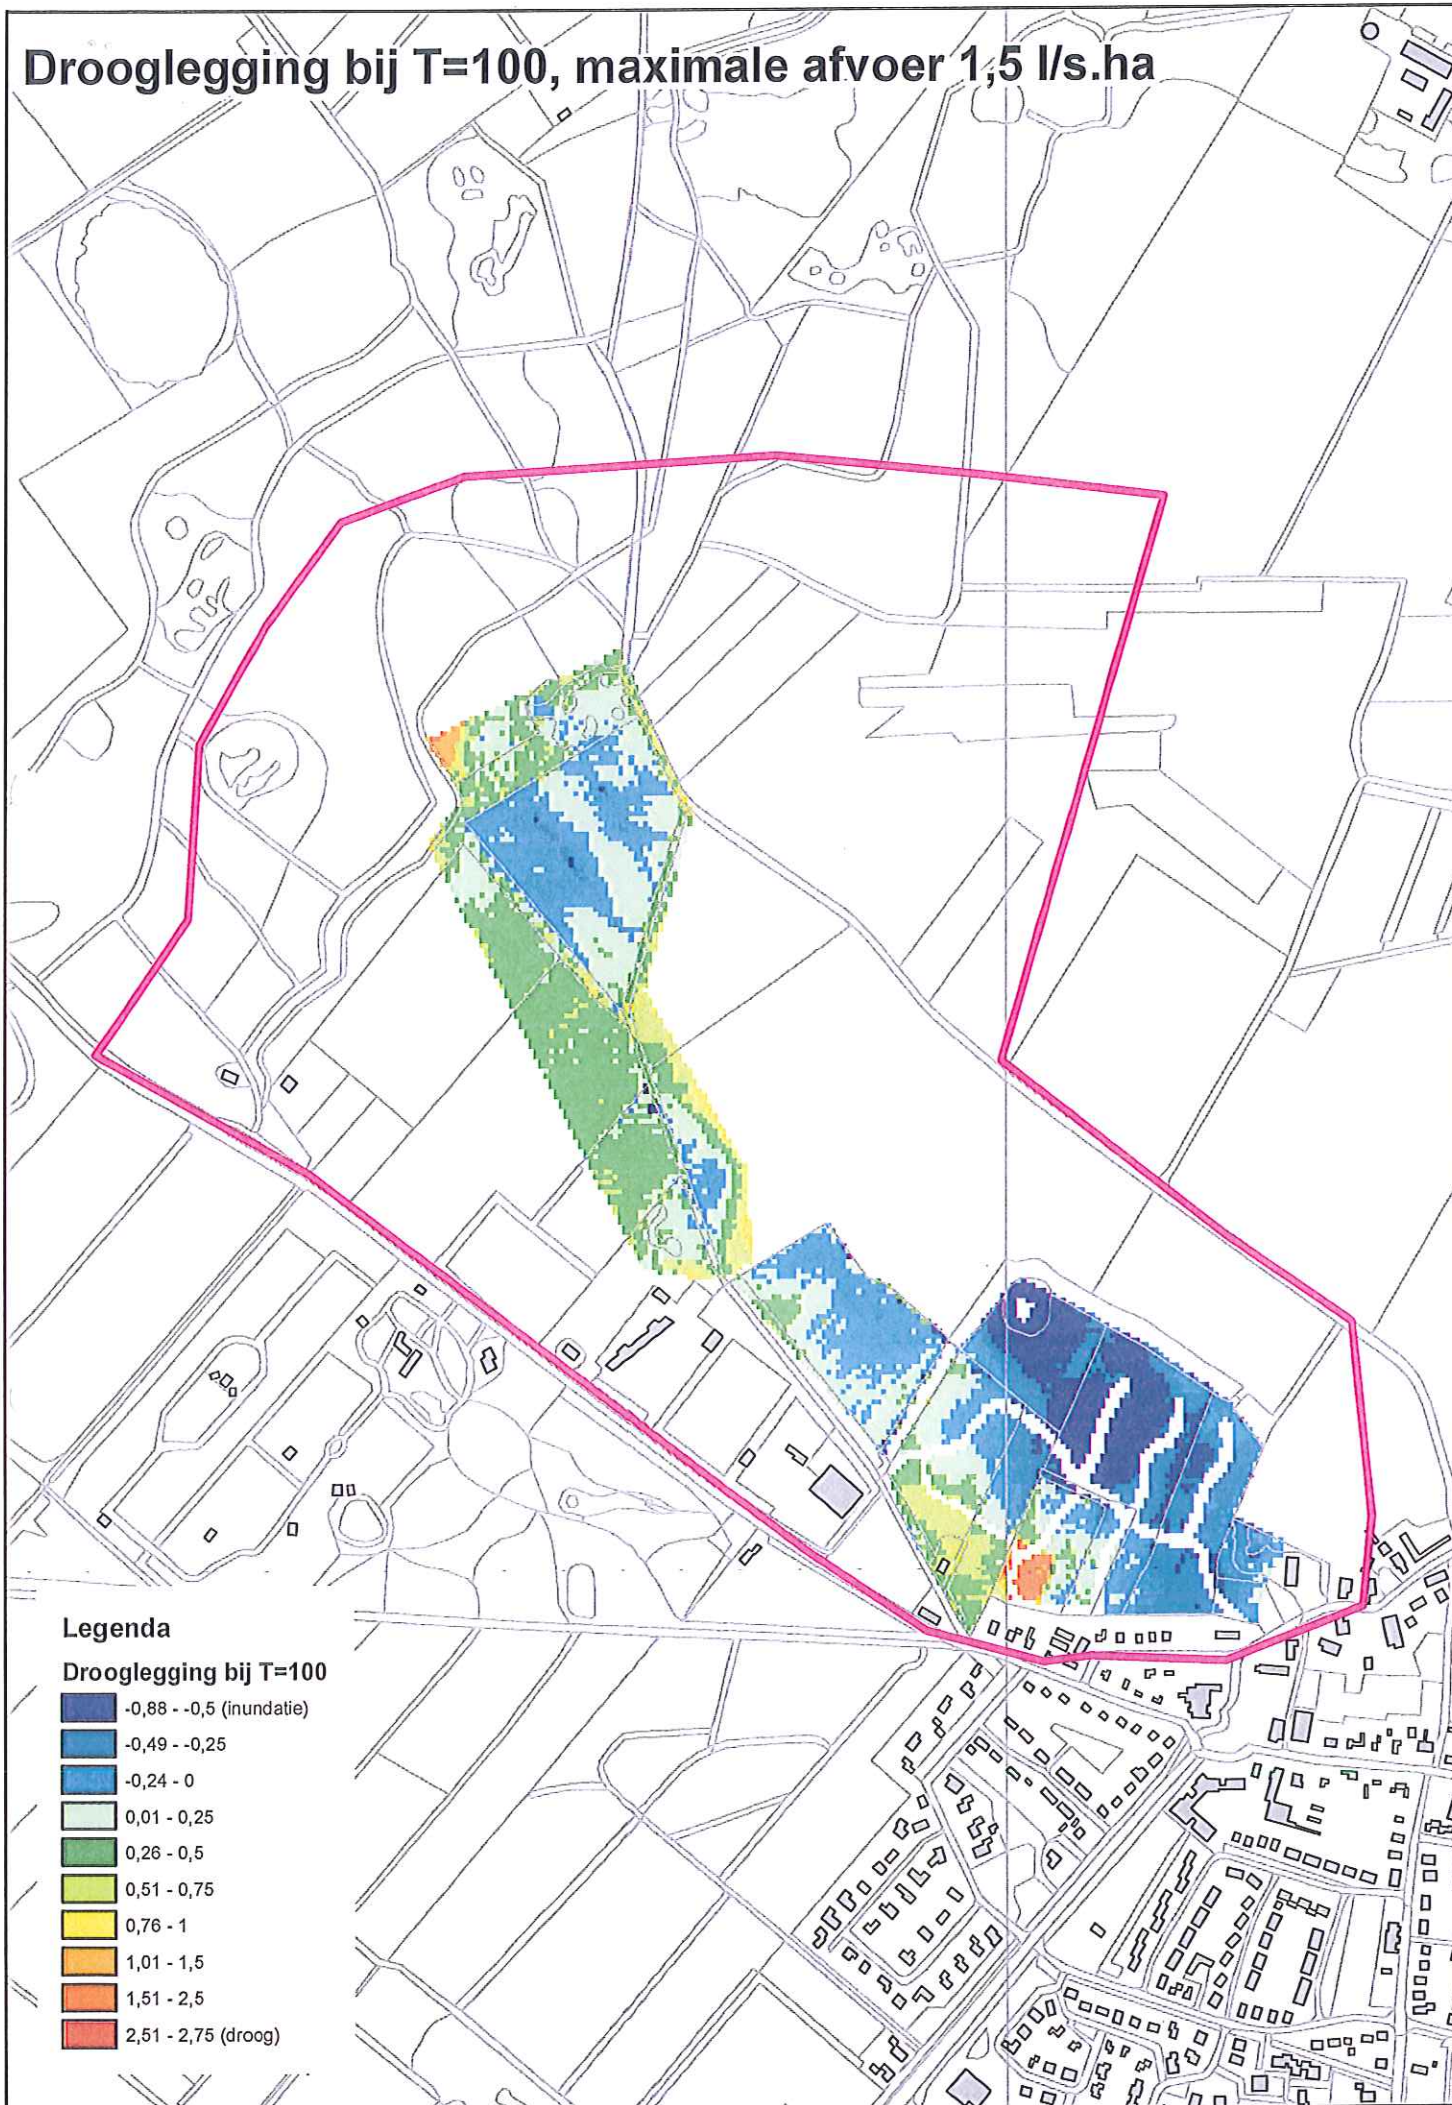 Drooglegging bij T=100, maximale afvoer 1,5 l/s.ha
Legenda
Drooglegging bij T=100
-0,88 - -0,5 (inundatie)
-0,49 - -0,25
-0,24 - 0
0,01 - 0,25
0,26 - 0,5
0,51 - 0,75
0,76 - 1
1,01 - 1,5
1,51 - 2,5
2,51 - 2,75 (droog)